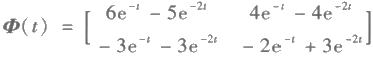 Φ(t) = [ 6e^{-t} - 5e^{-2t}   4e^{-t} - 4e^{-2t}
- 3e^{-t} - 3e^{-2t}   - 2e^{-t} + 3e^{-2t} ]